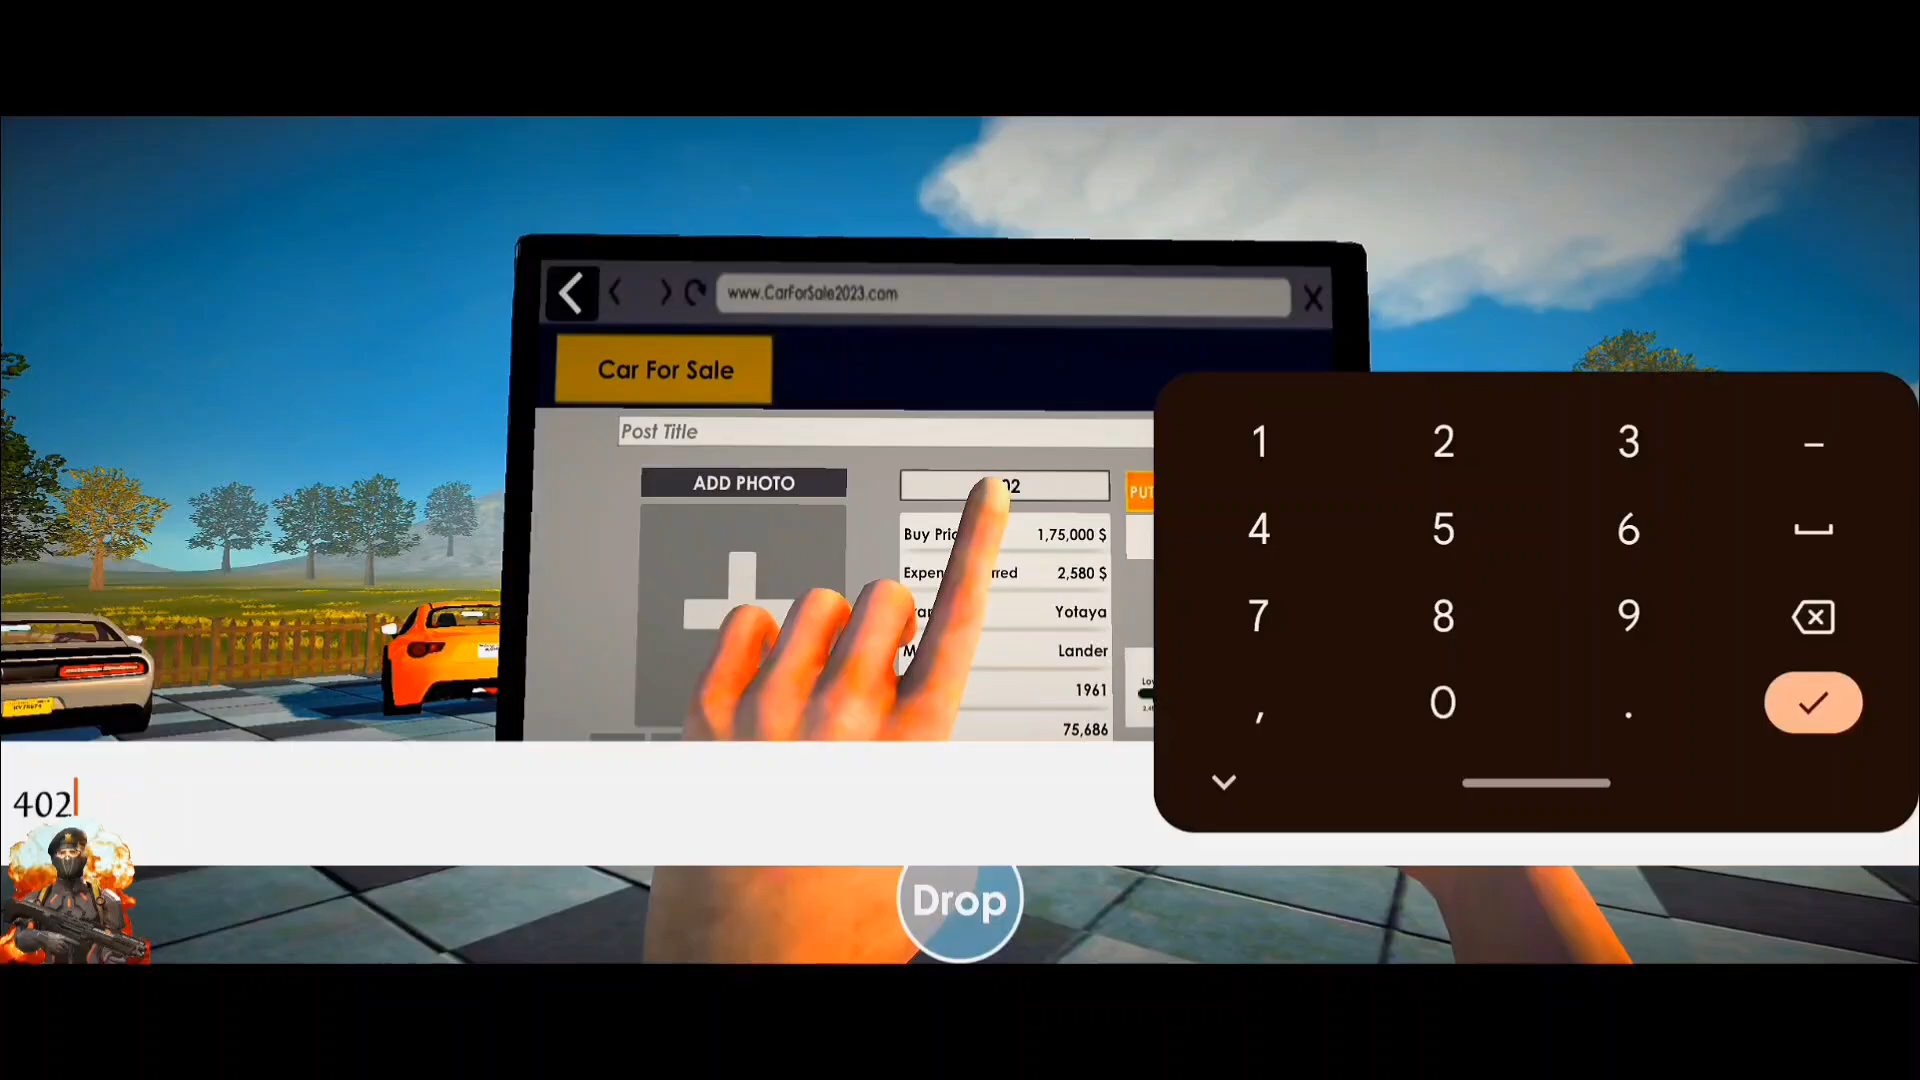 www.CarForSale2023.com
X
Car For Sale
Post Title
ADD PHOTO
02
PUT
Buy Pric
1,75,000 $
Expen
rred
2,580 $
Yotaya
M
Lander
1961
75,686
1 2 3 –
4 5 6
7 8 9
, 0 .
402
Drop